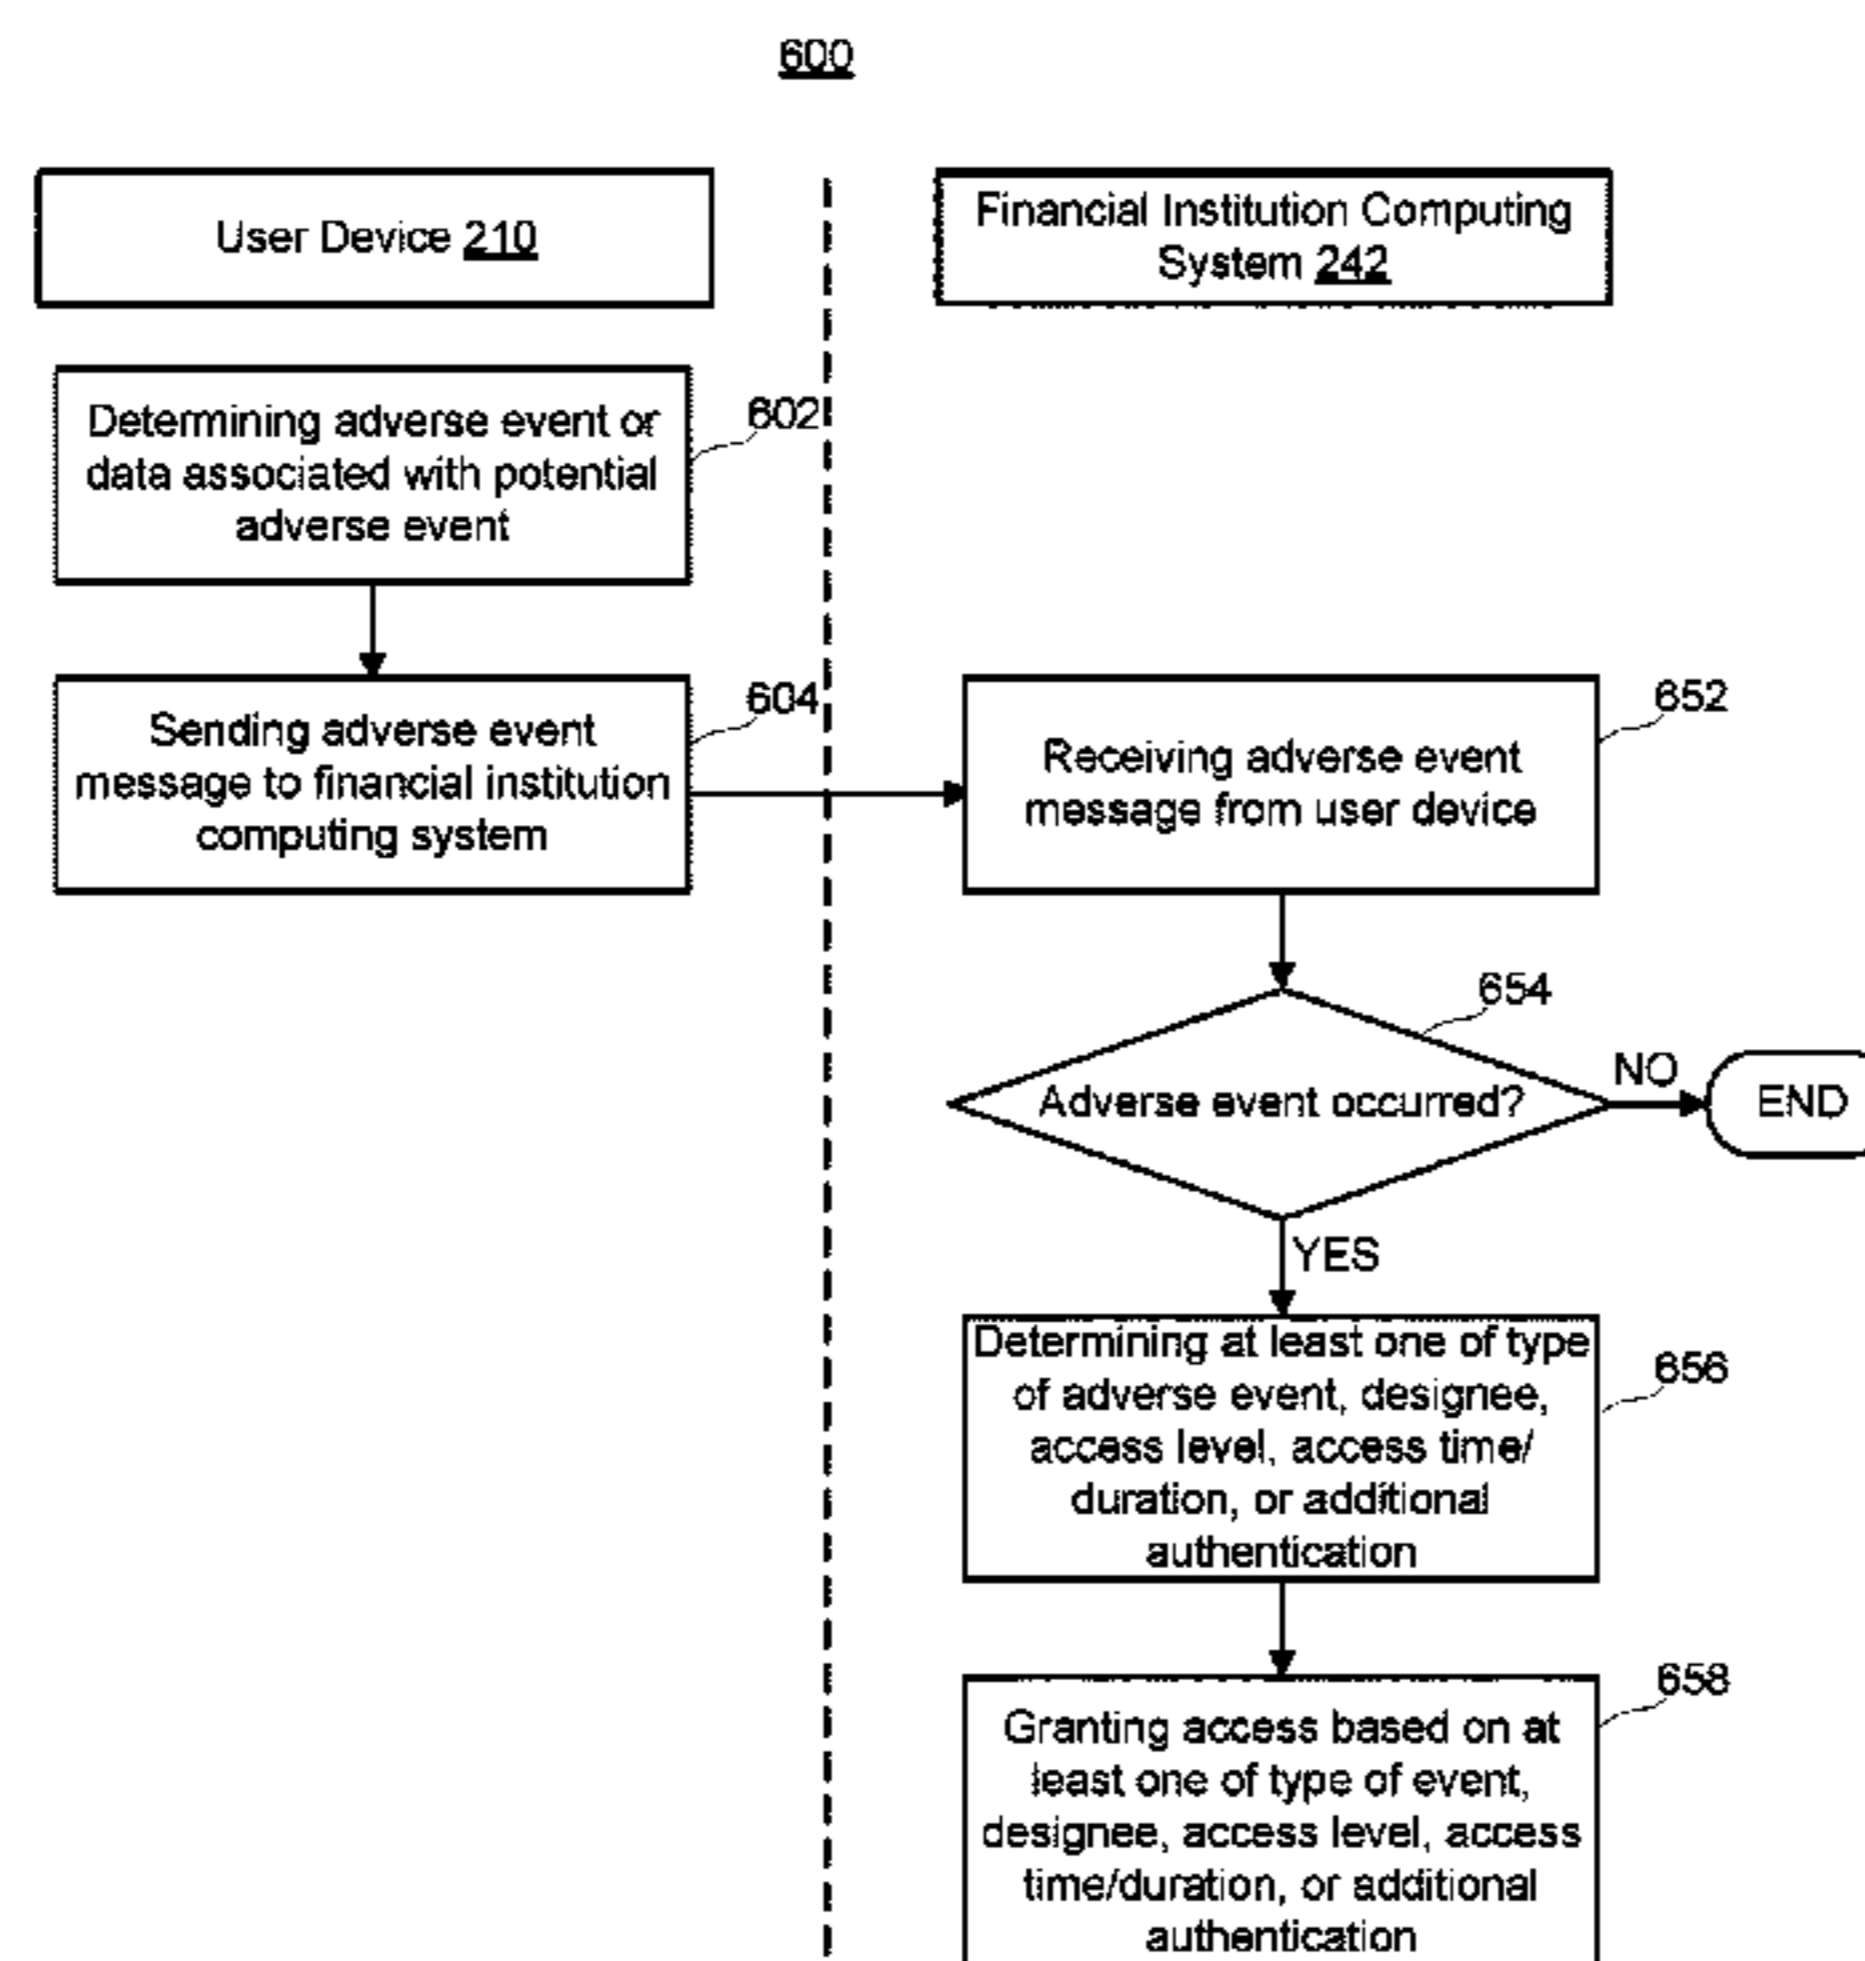 600
User Device 210
Financial Institution Computing
System 242
Determining adverse event or
data associated with potential
adverse event
602
Sending adverse event
message to financial institution
computing system
604
Receiving adverse event
message from user device
652
654
Adverse event occurred?
NO
END
YES
Determining at least one of type
of adverse event, designee,
access level, access time/
duration, or additional
authentication
656
Granting access based on at
least one of type of event,
designee, access level, access
time/duration, or additional
authentication
658